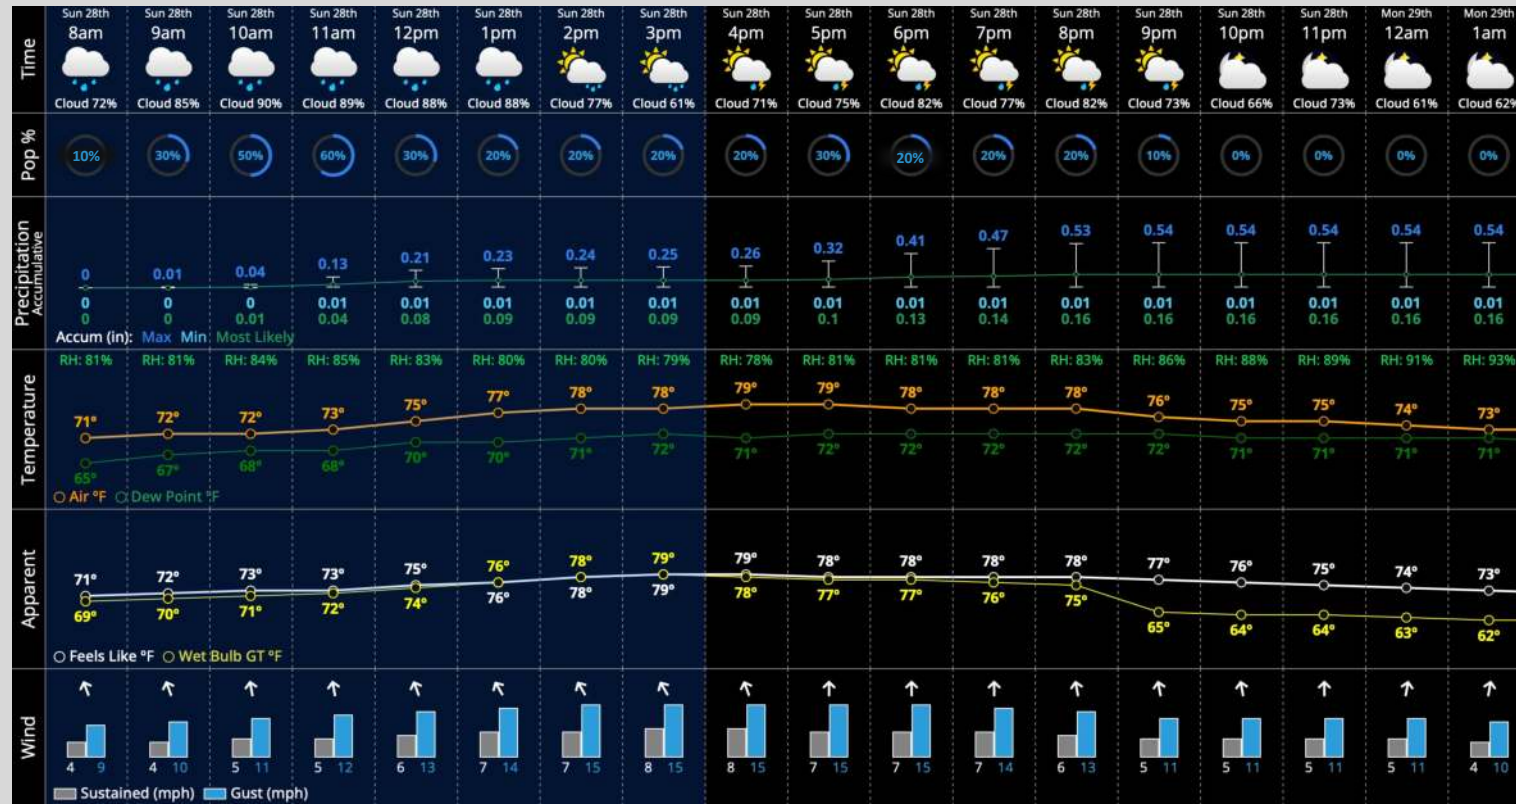 Time
Sun 28th Sun 28th Sun 28th Sun 28th Sun 28th Sun 28th Sun 28th Sun 28th Sun 28th Sun 28th Sun 28th Sun 28th Sun 28th Sun 28th Sun 28th Sun 28th Mon 29th Mon 29th
8am 9am 10am 11am 12pm 1pm 2pm 3pm 4pm 5pm 6pm 7pm 8pm 9pm 10pm 11pm 12am 1am
Cloud 72% Cloud 85% Cloud 90% Cloud 89% Cloud 88% Cloud 88% Cloud 77% Cloud 61% Cloud 71% Cloud 75% Cloud 82% Cloud 77% Cloud 82% Cloud 73% Cloud 66% Cloud 73% Cloud 61% Cloud 62%
Pop %
10% 30% 50% 60% 30% 20% 20% 20% 20% 30% 20% 20% 20% 10% 0% 0% 0% 0%
Precipitation
Accumulative
0 0.01 0.04 0.13 0.21 0.23 0.24 0.25 0.26 0.32 0.41 0.47 0.53 0.54 0.54 0.54 0.54 0.54
0 0 0 0.01 0.01 0.01 0.01 0.01 0.01 0.01 0.01 0.01 0.01 0.01 0.01 0.01 0.01 0.01
0 0 0.01 0.04 0.08 0.09 0.09 0.09 0.09 0.1 0.13 0.14 0.16 0.16 0.16 0.16 0.16 0.16
Accum (in): Max Min Most Likely
Temperature
RH: 81% RH: 81% RH: 84% RH: 85% RH: 83% RH: 80% RH: 80% RH: 79% RH: 78% RH: 81% RH: 81% RH: 81% RH: 83% RH: 86% RH: 88% RH: 89% RH: 91% RH: 93%
71° 72° 72° 73° 75° 77° 78° 78° 79° 79° 78° 78° 78° 76° 75° 75° 74° 73°
65° 67° 68° 68° 70° 70° 71° 72° 71° 72° 72° 72° 72° 72° 71° 71° 71° 71°
Air °F Dew Point °F
Apparent
71° 72° 73° 73° 75° 76° 78° 79° 79° 78° 78° 78° 78° 77° 76° 75° 74° 73°
69° 70° 71° 72° 74° 76° 78° 79° 78° 77° 77° 76° 75° 65° 64° 64° 63° 62°
Feels Like °F Wet Bulb GT °F
Wind
4 9 4 10 5 11 5 12 6 13 7 14 7 15 8 15 8 15 7 15 7 15 7 14 6 13 5 11 5 11 5 11 5 11 4 10
Sustained (mph) Gust (mph)